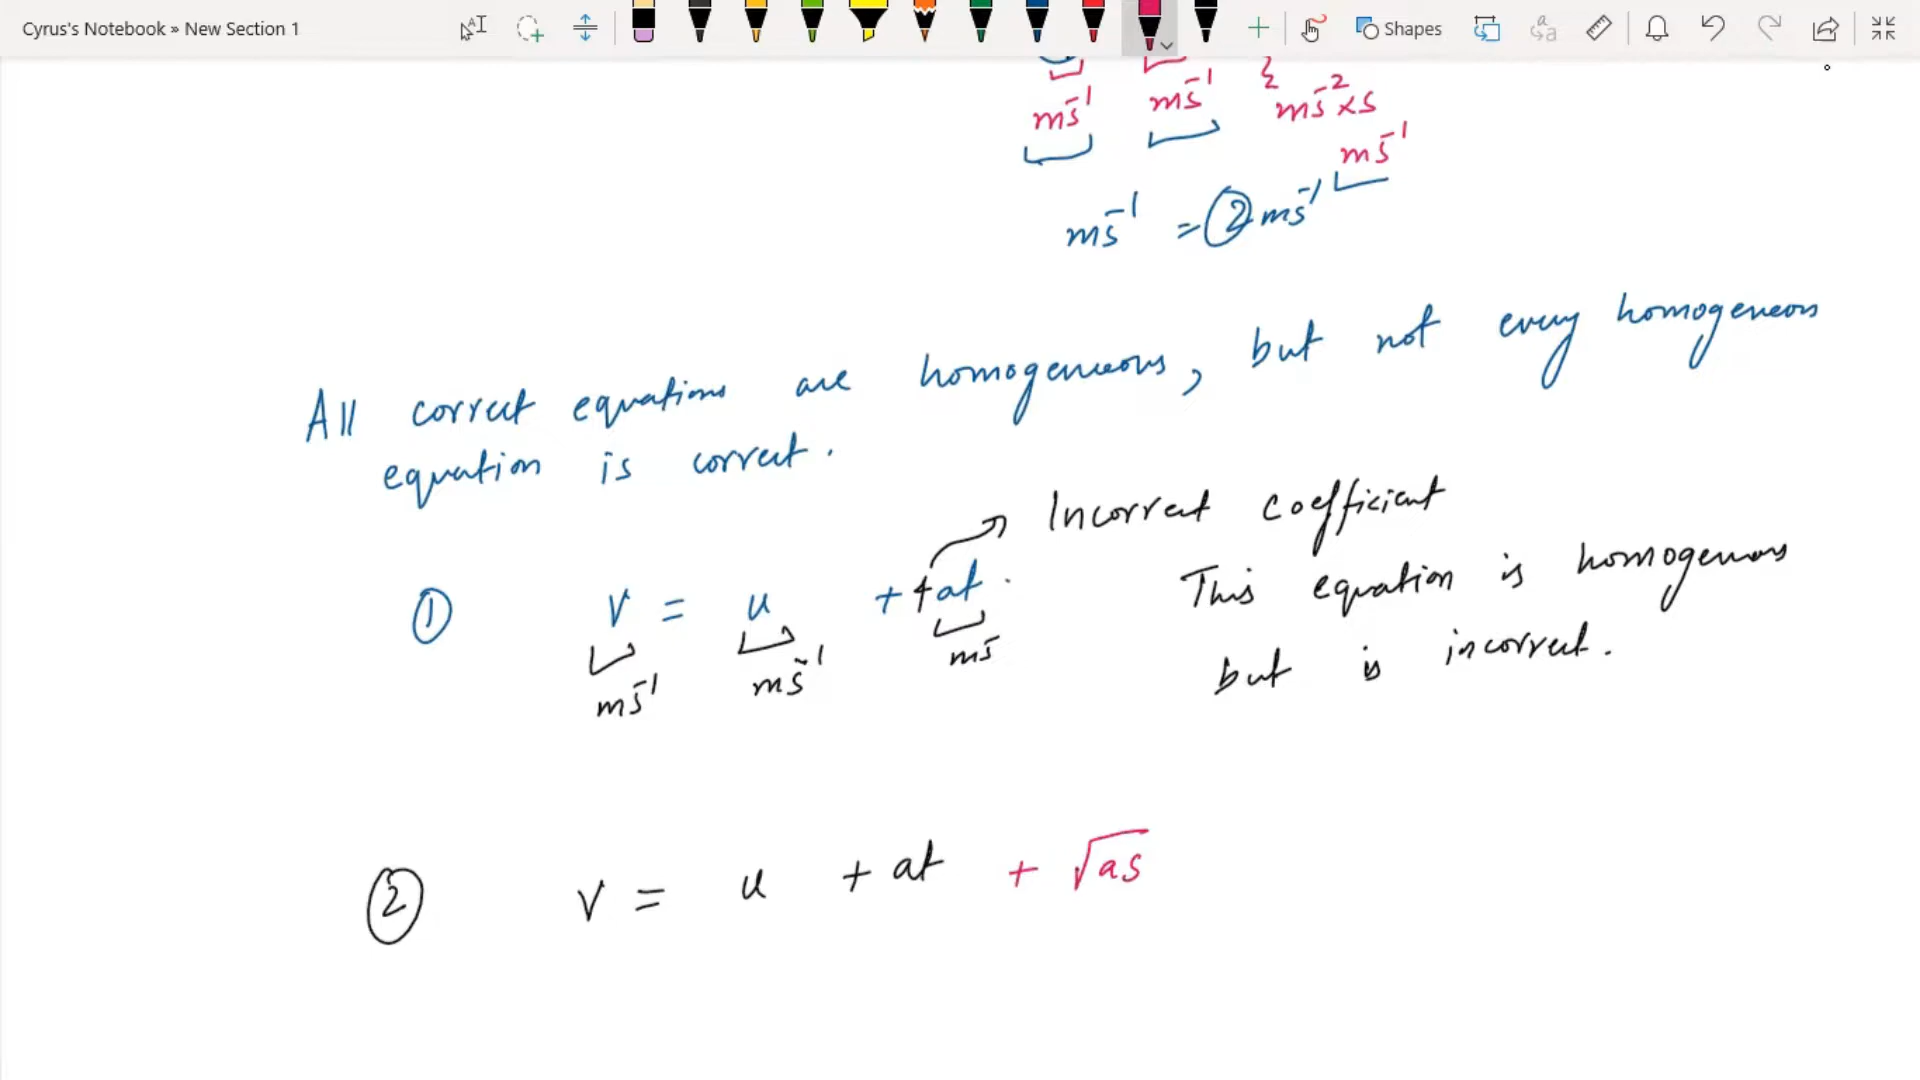 Cyrus's Notebook » New Section 1
Shapes
ms⁻¹ ms⁻¹ ms⁻² × s
ms⁻¹
ms⁻¹ = 2 ms⁻¹
All correct equations are homogeneous, but not every homogeneous
equation is correct.
Incorrect coefficient
① v = u + 4at.
This equation is homogenous
but is incorrect.
ms⁻¹ ms⁻¹ ms⁻
② v = u + at + √as